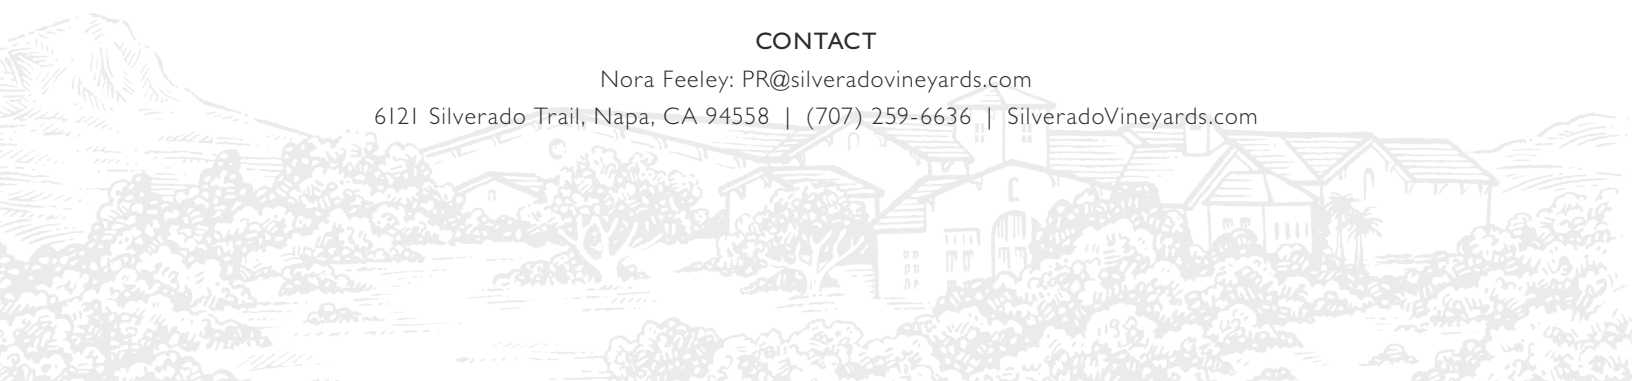 CONTACT
Nora Feeley: PR@silveradovineyards.com
6121 Silverado Trail, Napa, CA 94558 | (707) 259-6636 | SilveradoVineyards.com